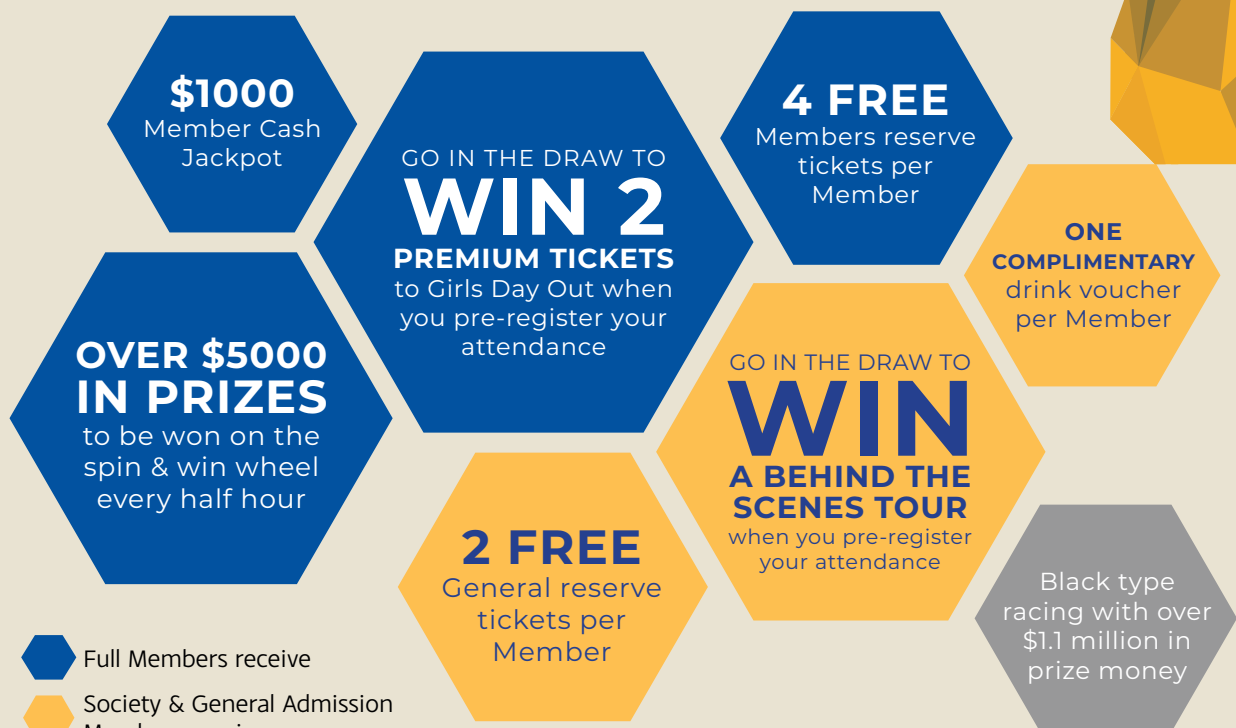 $1000
Member Cash
Jackpot
GO IN THE DRAW TO
WIN 2
PREMIUM TICKETS
to Girls Day Out when
you pre-register your
attendance
4 FREE
Members reserve
tickets per
Member
ONE
COMPLIMENTARY
drink voucher
per Member
OVER $5000
IN PRIZES
to be won on the
spin & win wheel
every half hour
GO IN THE DRAW TO
WIN
A BEHIND THE
SCENES TOUR
when you pre-register
your attendance
2 FREE
General reserve
tickets per
Member
Black type
racing with over
$1.1 million in
prize money
Full Members receive
Society & General Admission